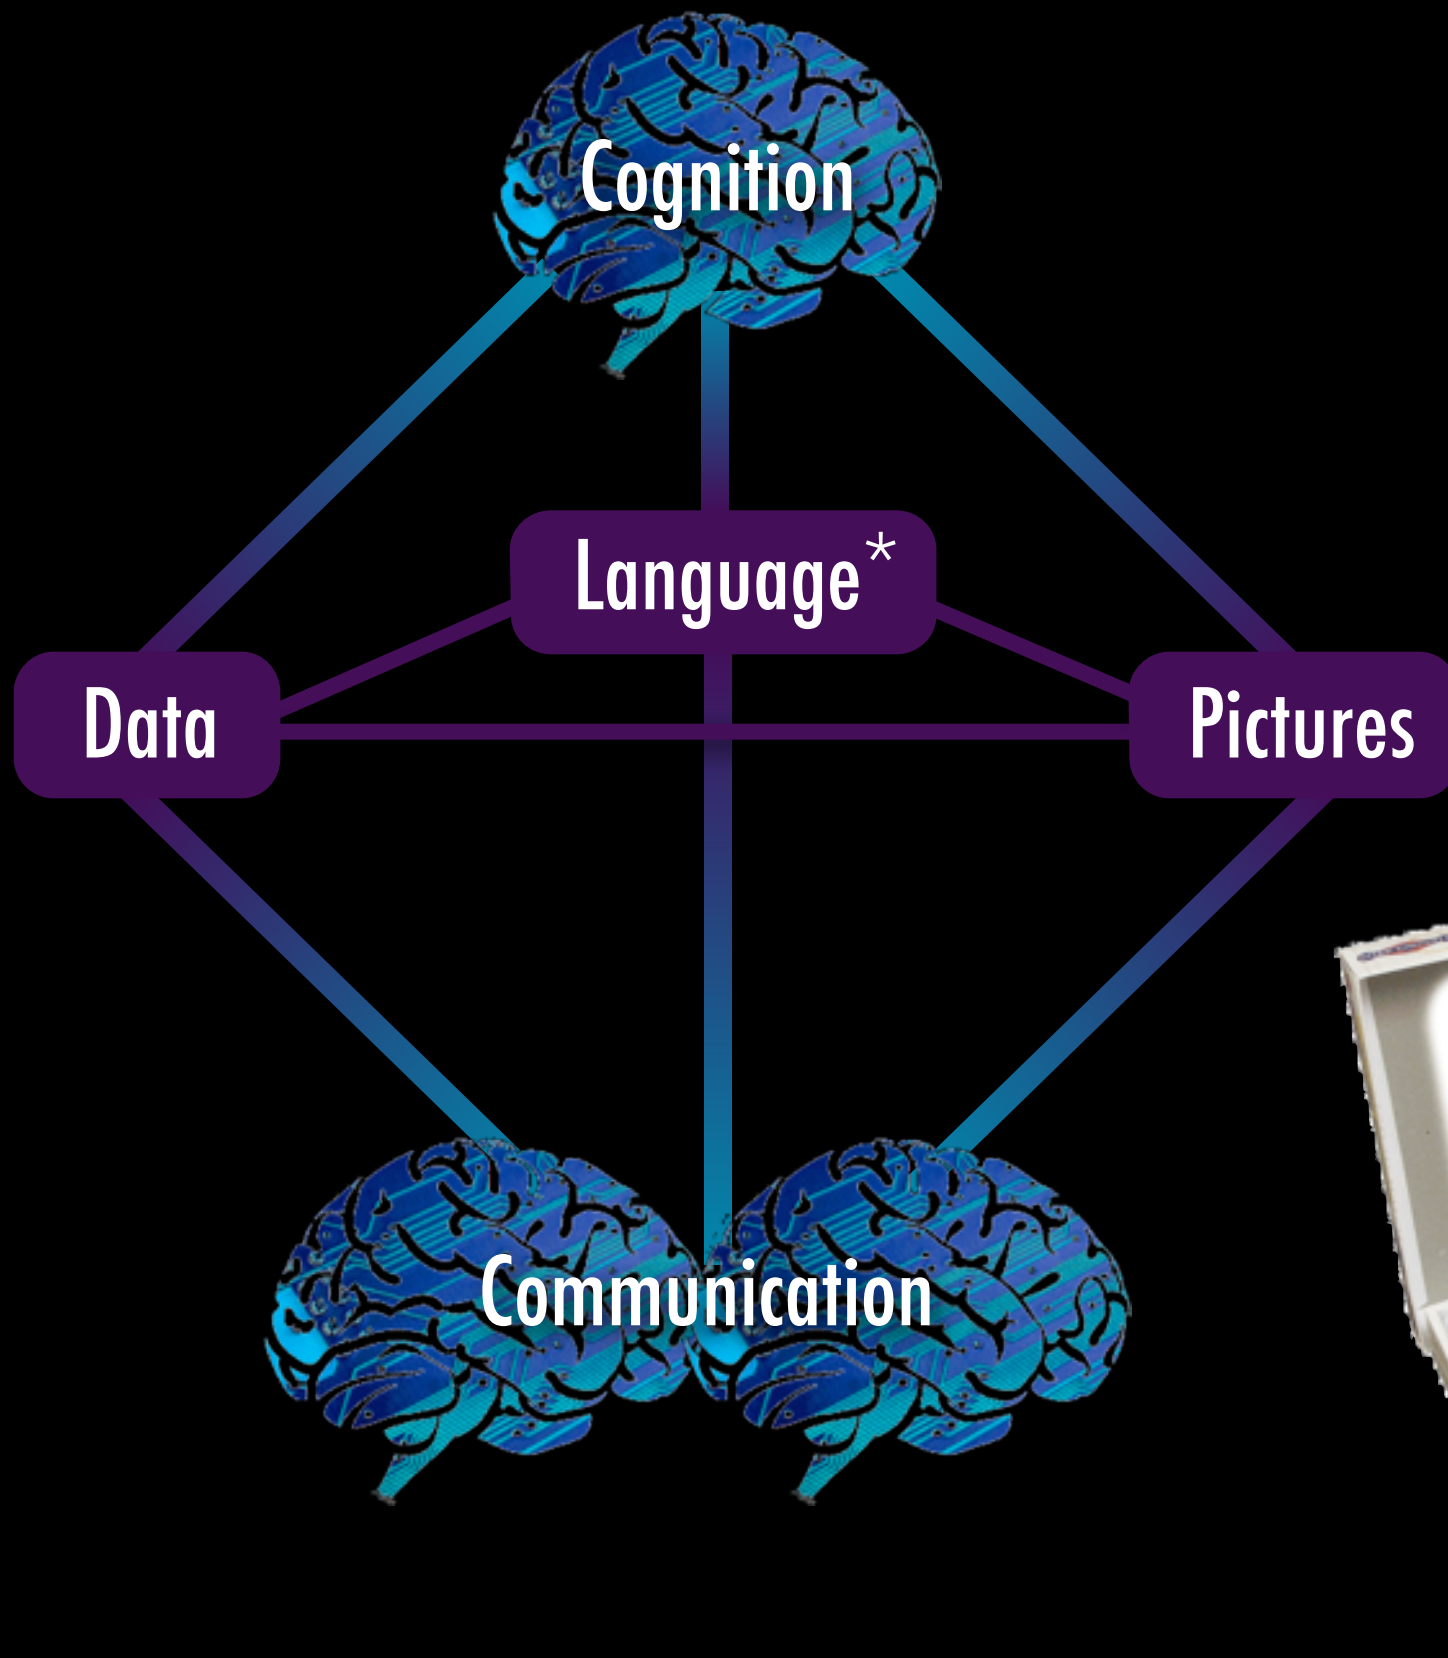 Cognition
Language*
Data
Pictures
Communication